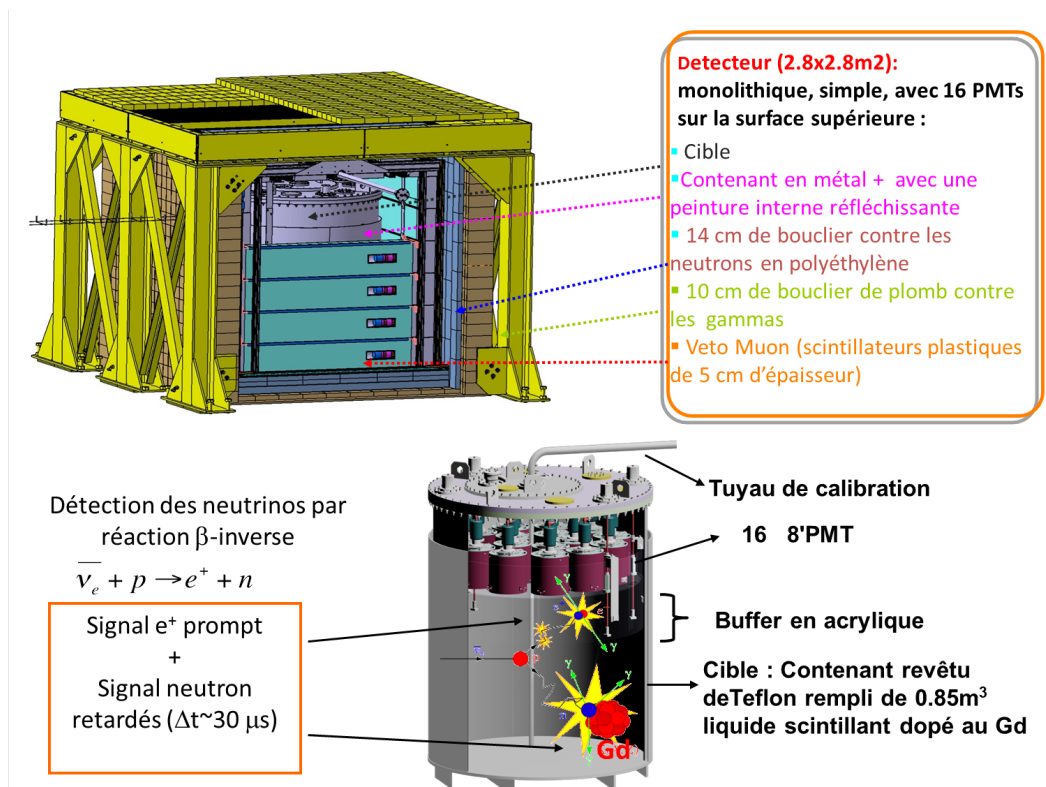 Detecteur (2.8x2.8m2):
monolithique, simple, avec 16 PMTs
sur la surface supérieure :
▪ Cible
▪Contenant en métal + avec une
peinture interne réfléchissante
▪ 14 cm de bouclier contre les
neutrons en polyéthylène
▪ 10 cm de bouclier de plomb contre
les gammas
▪ Veto Muon (scintillateurs plastiques
de 5 cm d'épaisseur)
Détection des neutrinos par
réaction β-inverse
ν̅ₑ + p → e⁺ + n
Signal e⁺ prompt
+
Signal neutron
retardés (Δt~30 μs)
Tuyau de calibration
16 8'PMT
Buffer en acrylique
Cible : Contenant revêtu
deTeflon rempli de 0.85m³
liquide scintillant dopé au Gd
γ
γ
γ
γ
γ
Gd